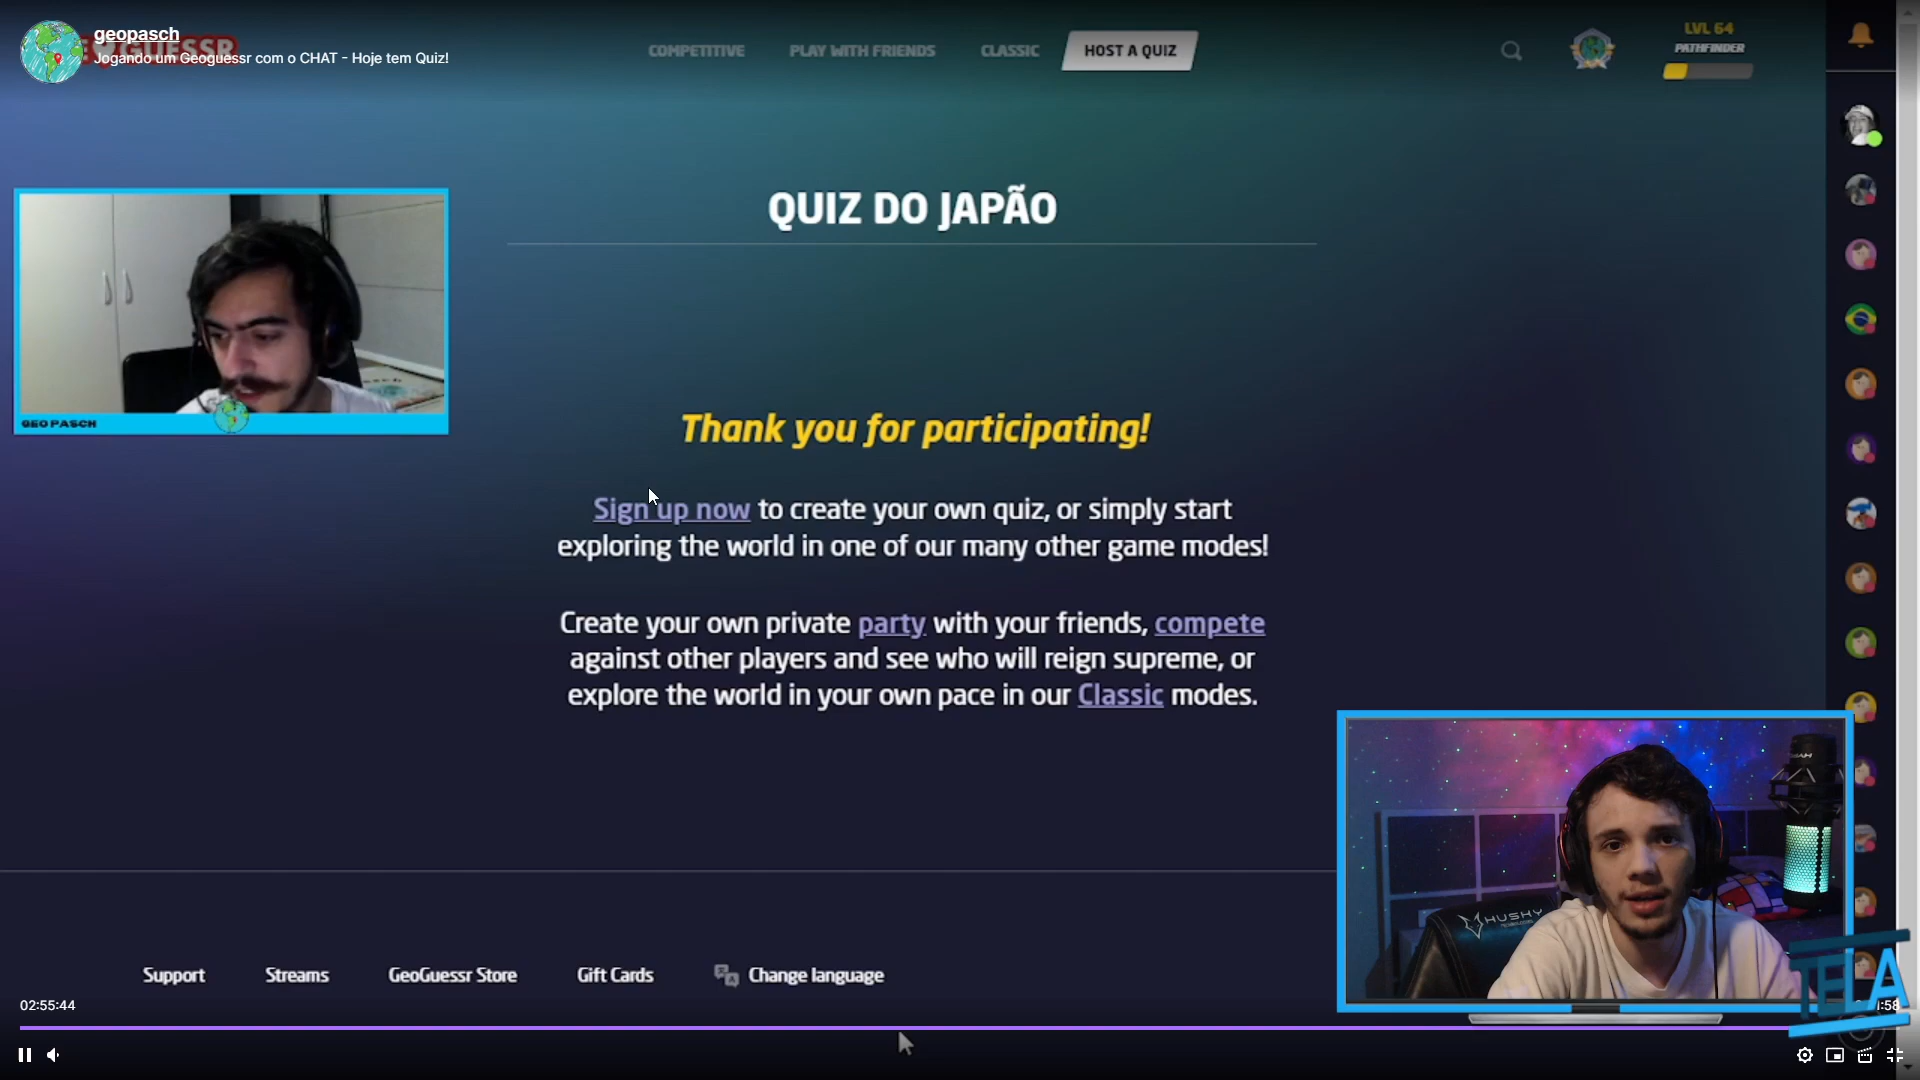 geopasch
GEOGUESSR
Jogando um Geoguessr com o CHAT - Hoje tem Quiz!
COMPETITIVE
PLAY WITH FRIENDS
CLASSIC
HOST A QUIZ
LVL 64
PATHFINDER
QUIZ DO JAPÃO
GEO PASCH
Thank you for participating!
Sign up now to create your own quiz, or simply start
exploring the world in one of our many other game modes!
Create your own private party with your friends, compete
against other players and see who will reign supreme, or
explore the world in your own pace in our Classic modes.
HUSKY
Support
Streams
GeoGuessr Store
Gift Cards
Change language
TELA
02:55:44
:58